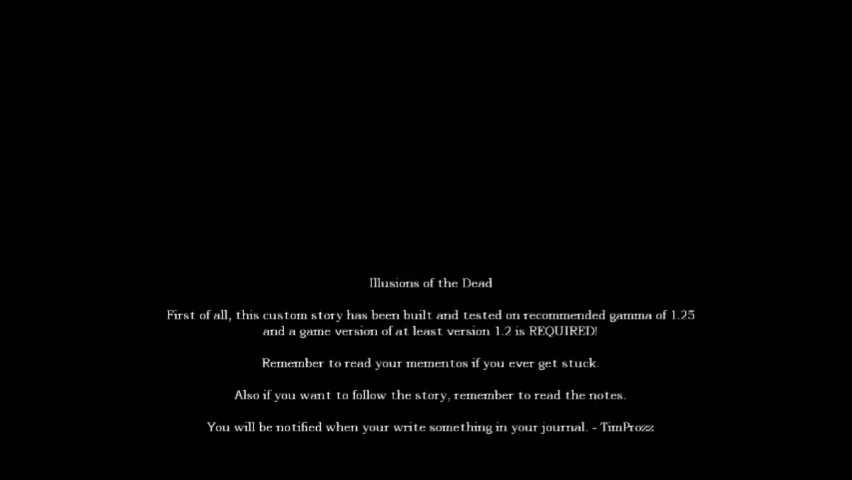 Illusions of the Dead
First of all, this custom story has been built and tested on recommended gamma of 1.25
and a game version of at least version 1.2 is REQUIRED!
Remember to read your mementos if you ever get stuck.
Also if you want to follow the story, remember to read the notes.
You will be notified when your write something in your journal. - TimProzz